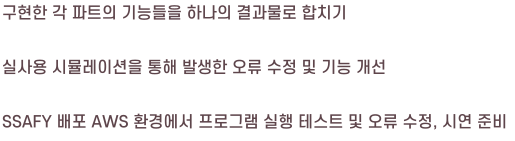 구현한 각 파트의 기능들을 하나의 결과물로 합치기
실사용 시뮬레이션을 통해 발생한 오류 수정 및 기능 개선
SSAFY 배포 AWS 환경에서 프로그램 실행 테스트 및 오류 수정, 시연 준비